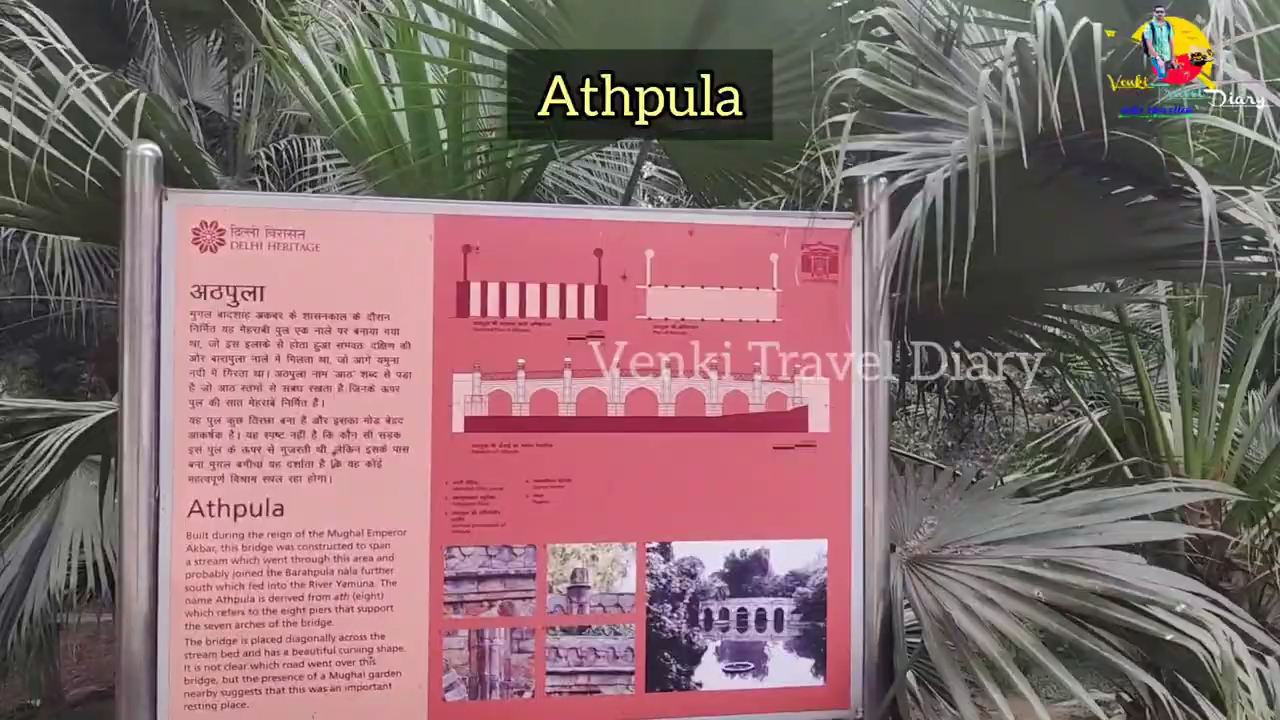 Athpula
Venki Travel Diary
दिल्ली विरासत
DELHI HERITAGE
अठपुला
मुगल बादशाह अकबर के शासनकाल के दौरान
निर्मित यह मेहराबी पुल एक नाले पर बनाया गया
था, जो इस इलाके से होता हुआ संभवतः दक्षिण की
ओर बारापुला नाले में मिलता था, जो आगे यमुना
नदी में गिरता था। अठपुला नाम 'आठ' शब्द से पड़ा
है जो आठ स्तंभों से संबंध रखता है जिनके ऊपर
पुल की सात मेहराबें निर्मित हैं।
यह पुल कुछ तिरछा बना है और इसका मोड़ बेहद
आकर्षक है। यह स्पष्ट नहीं है कि कौन सी सड़क
इस पुल के ऊपर से गुजरती थी, लेकिन इसके पास
बना मुगल बगीचा यह दर्शाता है कि यह कोई
महत्वपूर्ण विश्राम स्थल रहा होगा।
Athpula
Built during the reign of the Mughal Emperor
Akbar, this bridge was constructed to span
a stream which went through this area and
probably joined the Barahpula nala further
south which fed into the River Yamuna. The
name Athpula is derived from ath (eight)
which refers to the eight piers that support
the seven arches of the bridge.
The bridge is placed diagonally across the
stream bed and has a beautiful curving shape.
It is not clear which road went over this
bridge, but the presence of a Mughal garden
nearby suggests that this was an important
resting place.
Venki Travel Diary